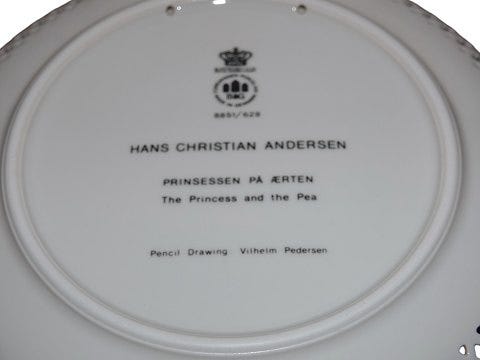 B&G
8851/628
HANS CHRISTIAN ANDERSEN
PRINSESSEN PÅ ÆRTEN
The Princess and the Pea
Pencil Drawing: Vilhelm Pedersen